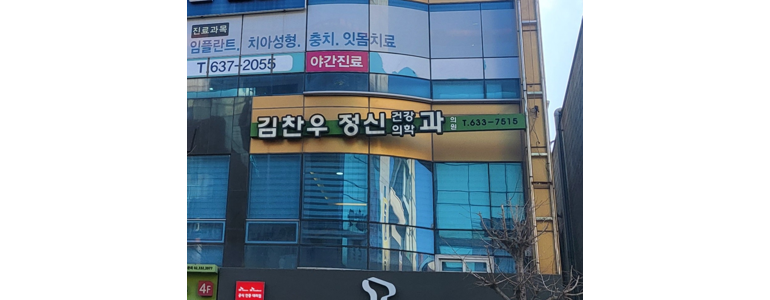 진료과목
임플란트. 치아성형. 충치. 잇몸치료
T 637-2055
야간진료
김찬우 정신건강의학과의원 T.633-7515
4F